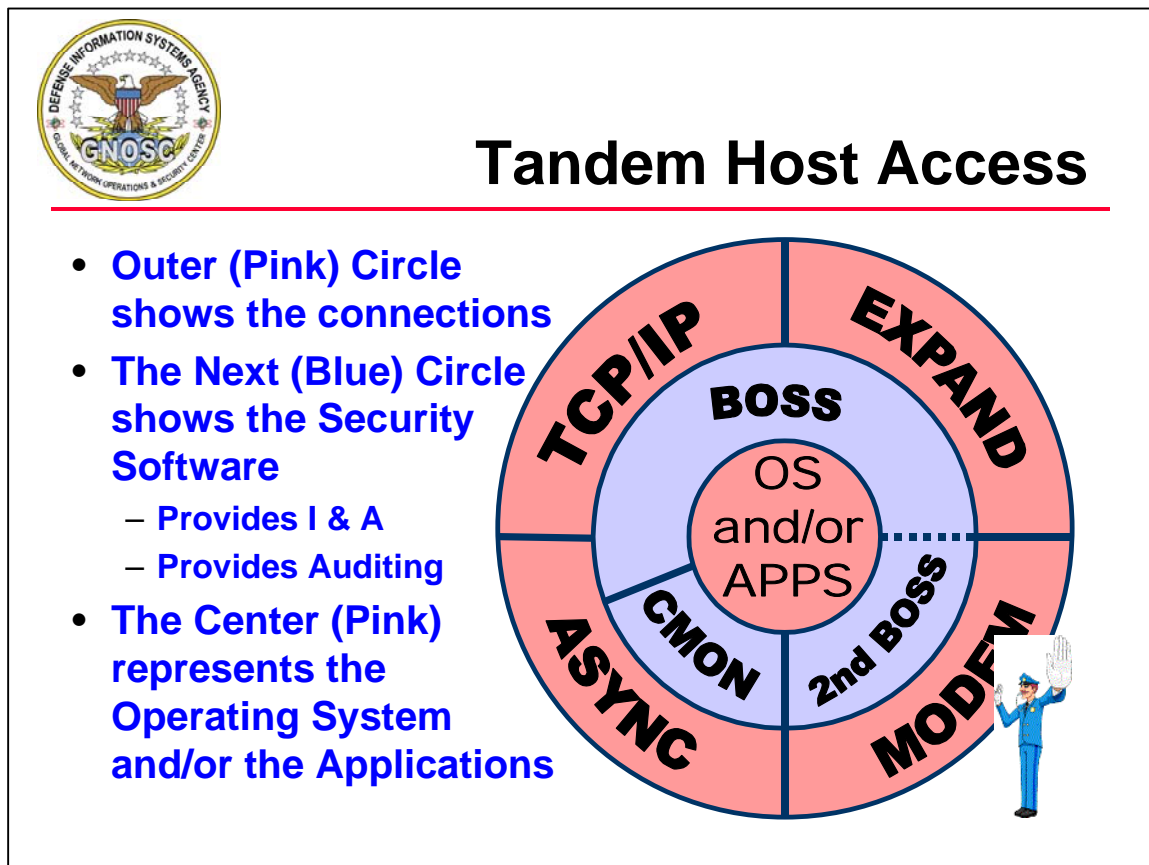 DEFENSE INFORMATION SYSTEMS AGENCY
GNOSC
GLOBAL NETWORK OPERATIONS & SECURITY CENTER
Tandem Host Access
• Outer (Pink) Circle
shows the connections
• The Next (Blue) Circle
shows the Security
Software
– Provides I & A
– Provides Auditing
• The Center (Pink)
represents the
Operating System
and/or the Applications
TCP/IP
EXPAND
BOSS
OS
and/or
APPS
CMON
2nd BOSS
ASYNC
MODEM